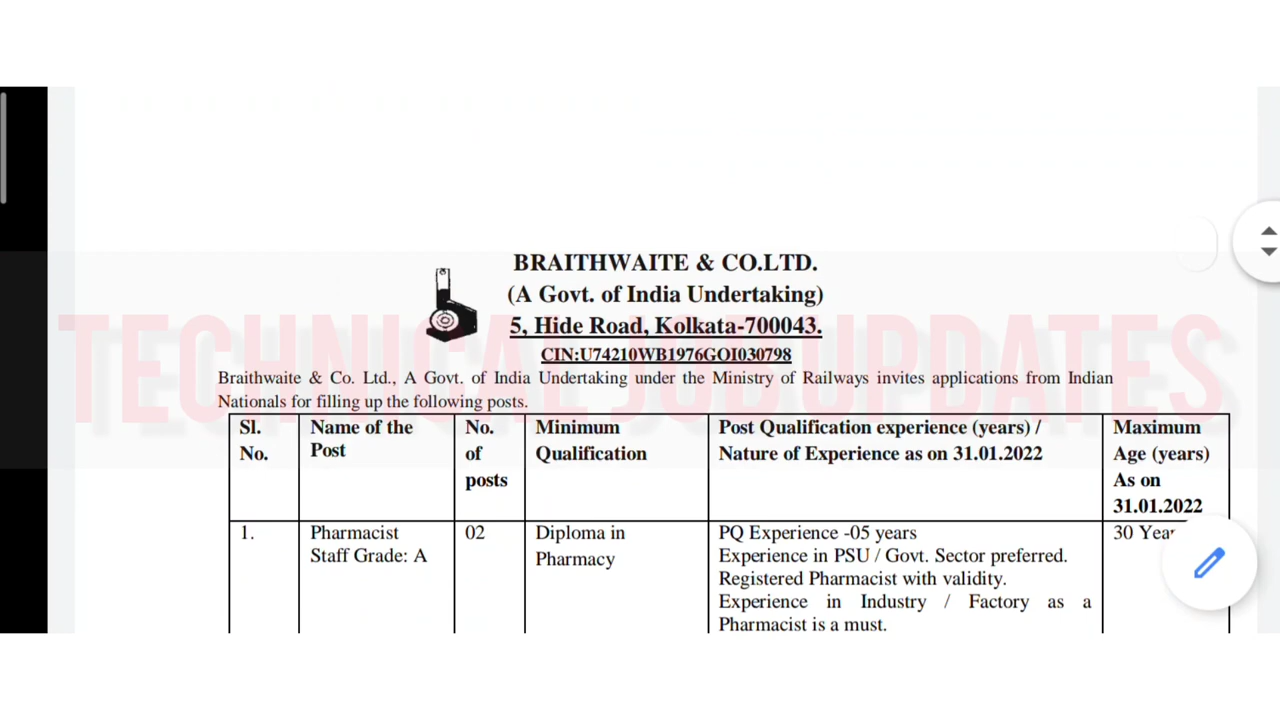 BRAITHWAITE & CO.LTD.
(A Govt. of India Undertaking)
5, Hide Road, Kolkata-700043.
CIN:U74210WB1976GOI030798
TECHNICAL JOB UPDATES
Braithwaite & Co. Ltd., A Govt. of India Undertaking under the Ministry of Railways invites applications from Indian
Nationals for filling up the following posts.
Sl. No.
Name of the Post
No. of posts
Minimum Qualification
Post Qualification experience (years) /
Nature of Experience as on 31.01.2022
Maximum Age (years) As on 31.01.2022
1.
Pharmacist
Staff Grade: A
02
Diploma in
Pharmacy
PQ Experience -05 years
Experience in PSU / Govt. Sector preferred.
Registered Pharmacist with validity.
Experience in Industry / Factory as a
Pharmacist is a must.
30